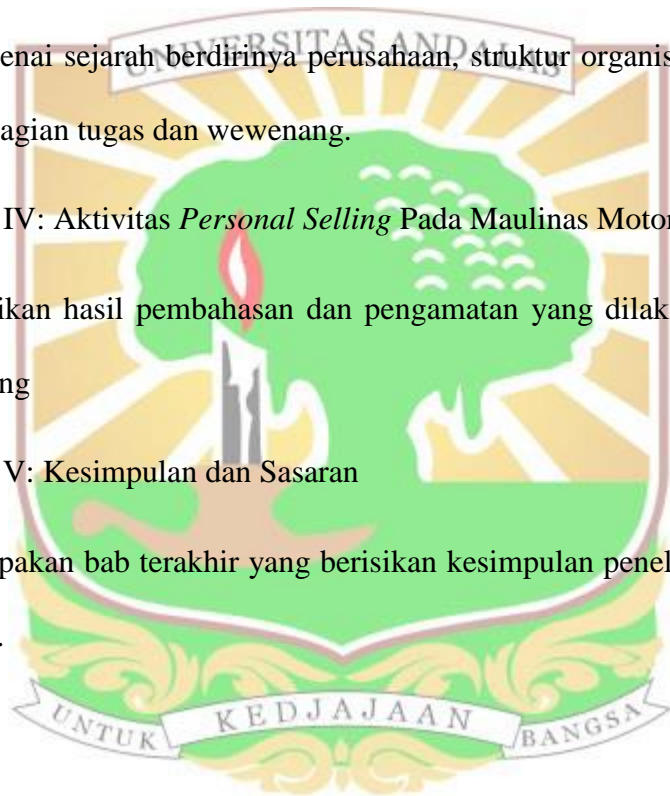 UNIVERSITAS ANDALAS
enai sejarah berdirinya perusahaan, struktur organis
agian tugas dan wewenang.
IV: Aktivitas Personal Selling Pada Maulinas Motor
ikan hasil pembahasan dan pengamatan yang dilak
ng
V: Kesimpulan dan Sasaran
pakan bab terakhir yang berisikan kesimpulan penel
.
UNTUK KEDJAJAAN BANGSA